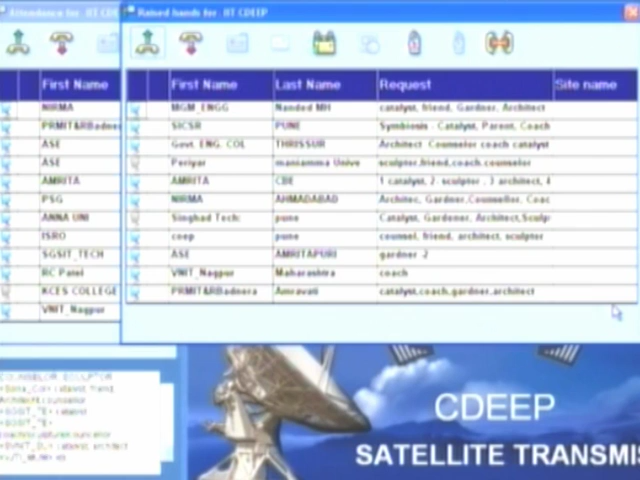 Attendance for IIT CDE
Raised hands for IIT CDEEP
First Name
NIRMA
PRMIT&RBadne
ASE
ASE
AMRITA
PSG
ANNA UNI
ISRO
SGSIT_TECH
RC Patel
KCES COLLEGE
VNIT_Nagpur
First Name Last Name Request Site name
MGM_ENGG Nanded MH catalyst, friend, Gardner, Architect
SICSR PUNE Symbiosis : Catalyst, Parent, Coach
Govt. ENG. COL THRISSUR Architect Counselor coach catalyst
Periyar maniamma Unive sculptor,friend,coach,counselor
AMRITA CBE 1 catalyst, 2. sculptor , 3 architect, 4
NIRMA AHMADABAD Architec, Gardner,Counselller, Coac
Singhad Tech: pune Catalyst, Gardener, Architect,Sculp
coep pune counsel, friend, architect, sculptor
ASE AMRITAPURI gardner 2
VNIT_Nagpur Maharashtra coach
PRMIT&RBadnera Amravati catalyst,coach,gardner,architect
COUNSELOR SCULPTOR
CDEEP
SATELLITE TRANSMIS